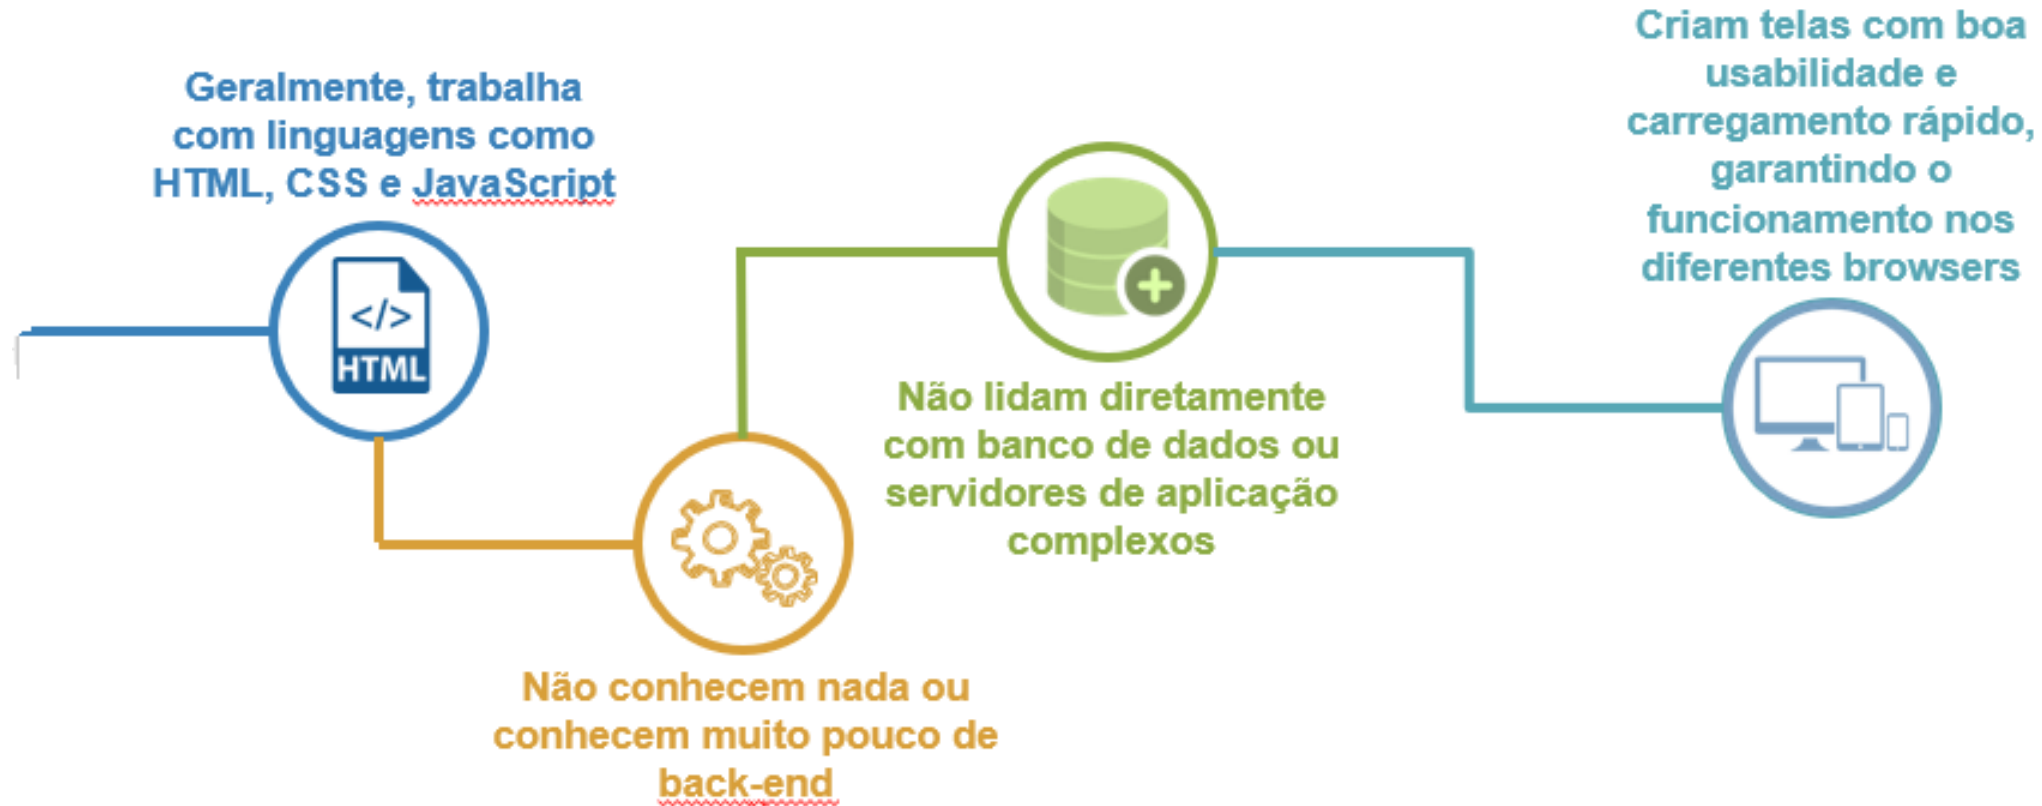 Geralmente, trabalha
com linguagens como
HTML, CSS e JavaScript
</>
HTML
Não conhecem nada ou
conhecem muito pouco de
back-end
Não lidam diretamente
com banco de dados ou
servidores de aplicação
complexos
Criam telas com boa
usabilidade e
carregamento rápido,
garantindo o
funcionamento nos
diferentes browsers